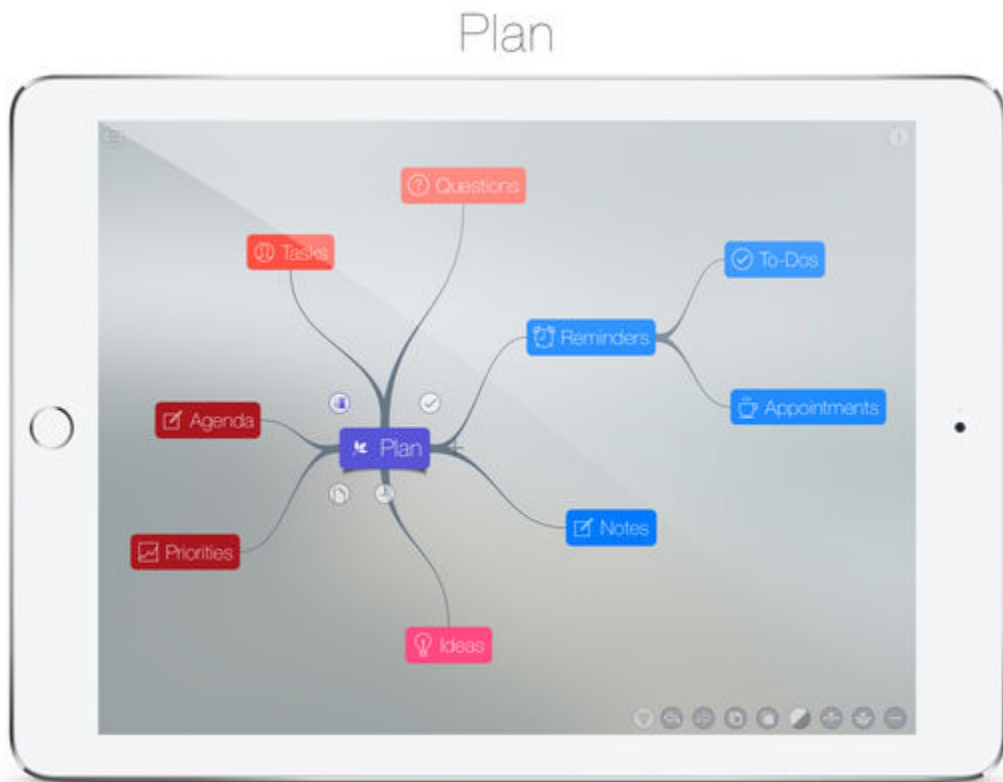 Plan
Questions
Tasks
To-Dos
Reminders
Agenda
Appointments
Plan
Notes
Priorities
Ideas